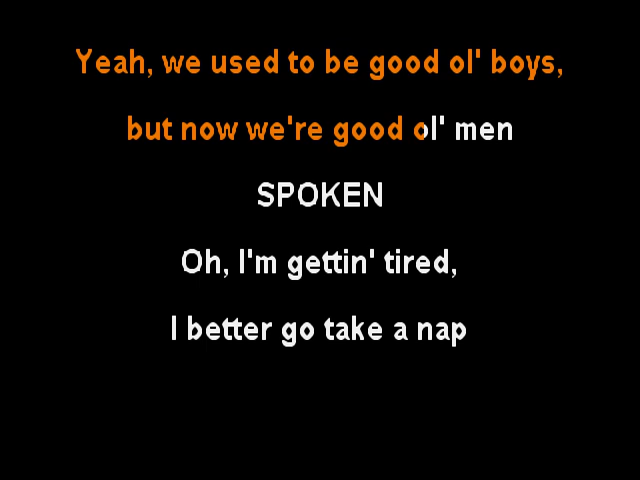 Yeah, we used to be good ol' boys,
but now we're good ol' men
SPOKEN
Oh, I'm gettin' tired,
I better go take a nap